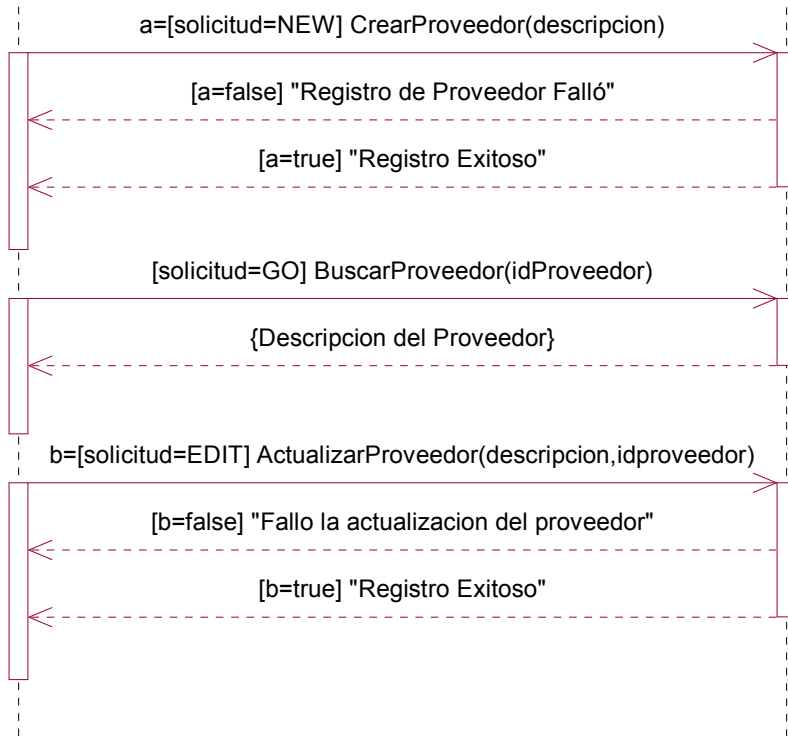 a=[solicitud=NEW] CrearProveedor(descripcion)
[a=false] "Registro de Proveedor Falló"
[a=true] "Registro Exitoso"
[solicitud=GO] BuscarProveedor(idProveedor)
{Descripcion del Proveedor}
b=[solicitud=EDIT] ActualizarProveedor(descripcion,idproveedor)
[b=false] "Fallo la actualizacion del proveedor"
[b=true] "Registro Exitoso"